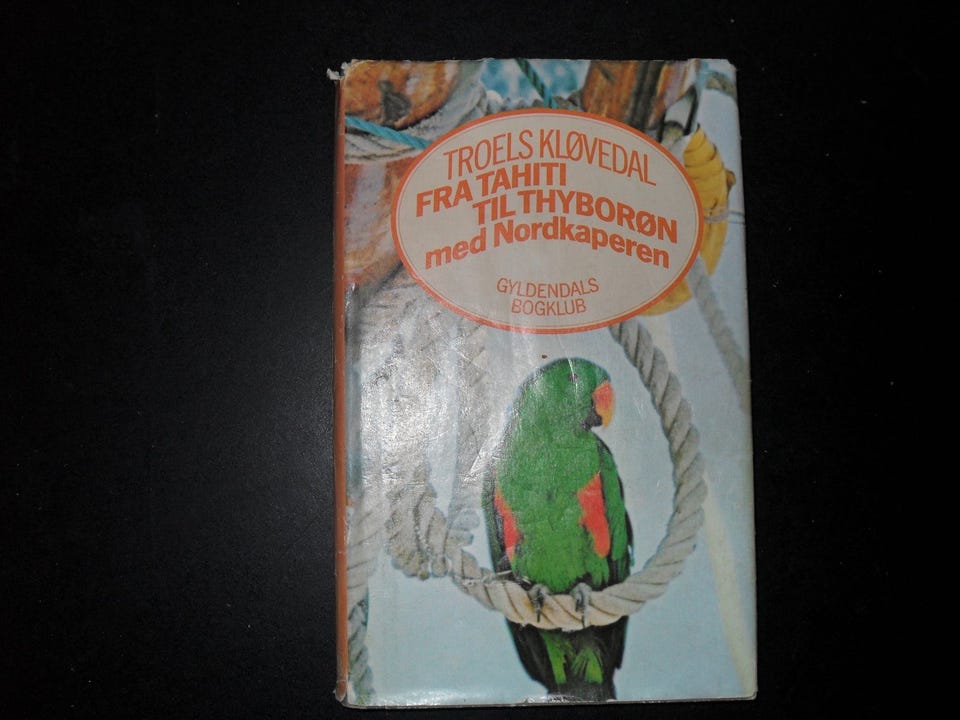 TROELS KLØVEDAL
FRA TAHITI
TIL THYBORØN
med Nordkaperen
GYLDENDALS
BOGKLUB